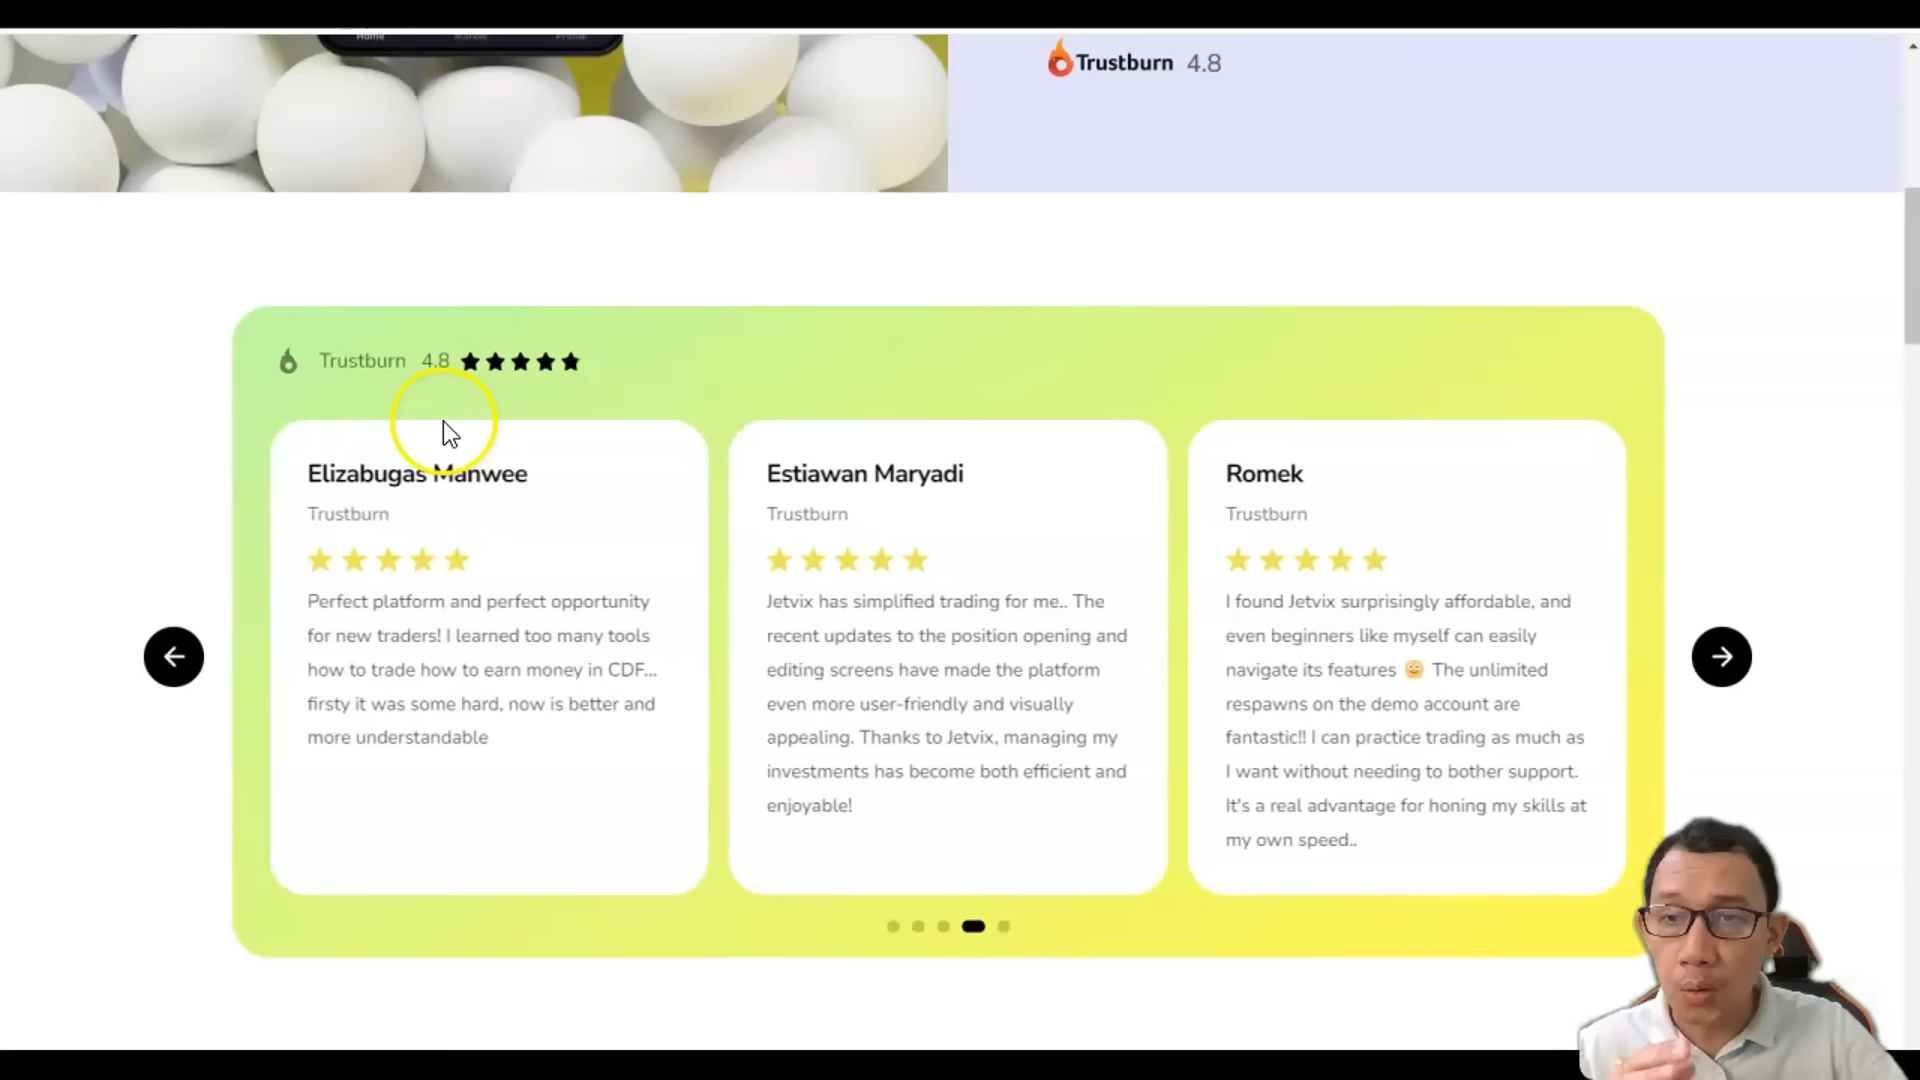 Home Market Profile
Trustburn 4.8
Trustburn 4.8
Elizabugas Manwee
Trustburn
Perfect platform and perfect opportunity
for new traders! I learned too many tools
how to trade how to earn money in CDF...
firsty it was some hard, now is better and
more understandable
Estiawan Maryadi
Trustburn
Jetvix has simplified trading for me.. The
recent updates to the position opening and
editing screens have made the platform
even more user-friendly and visually
appealing. Thanks to Jetvix, managing my
investments has become both efficient and
enjoyable!
Romek
Trustburn
I found Jetvix surprisingly affordable, and
even beginners like myself can easily
navigate its features 🙂 The unlimited
respawns on the demo account are
fantastic!! I can practice trading as much as
I want without needing to bother support.
It's a real advantage for honing my skills at
my own speed..